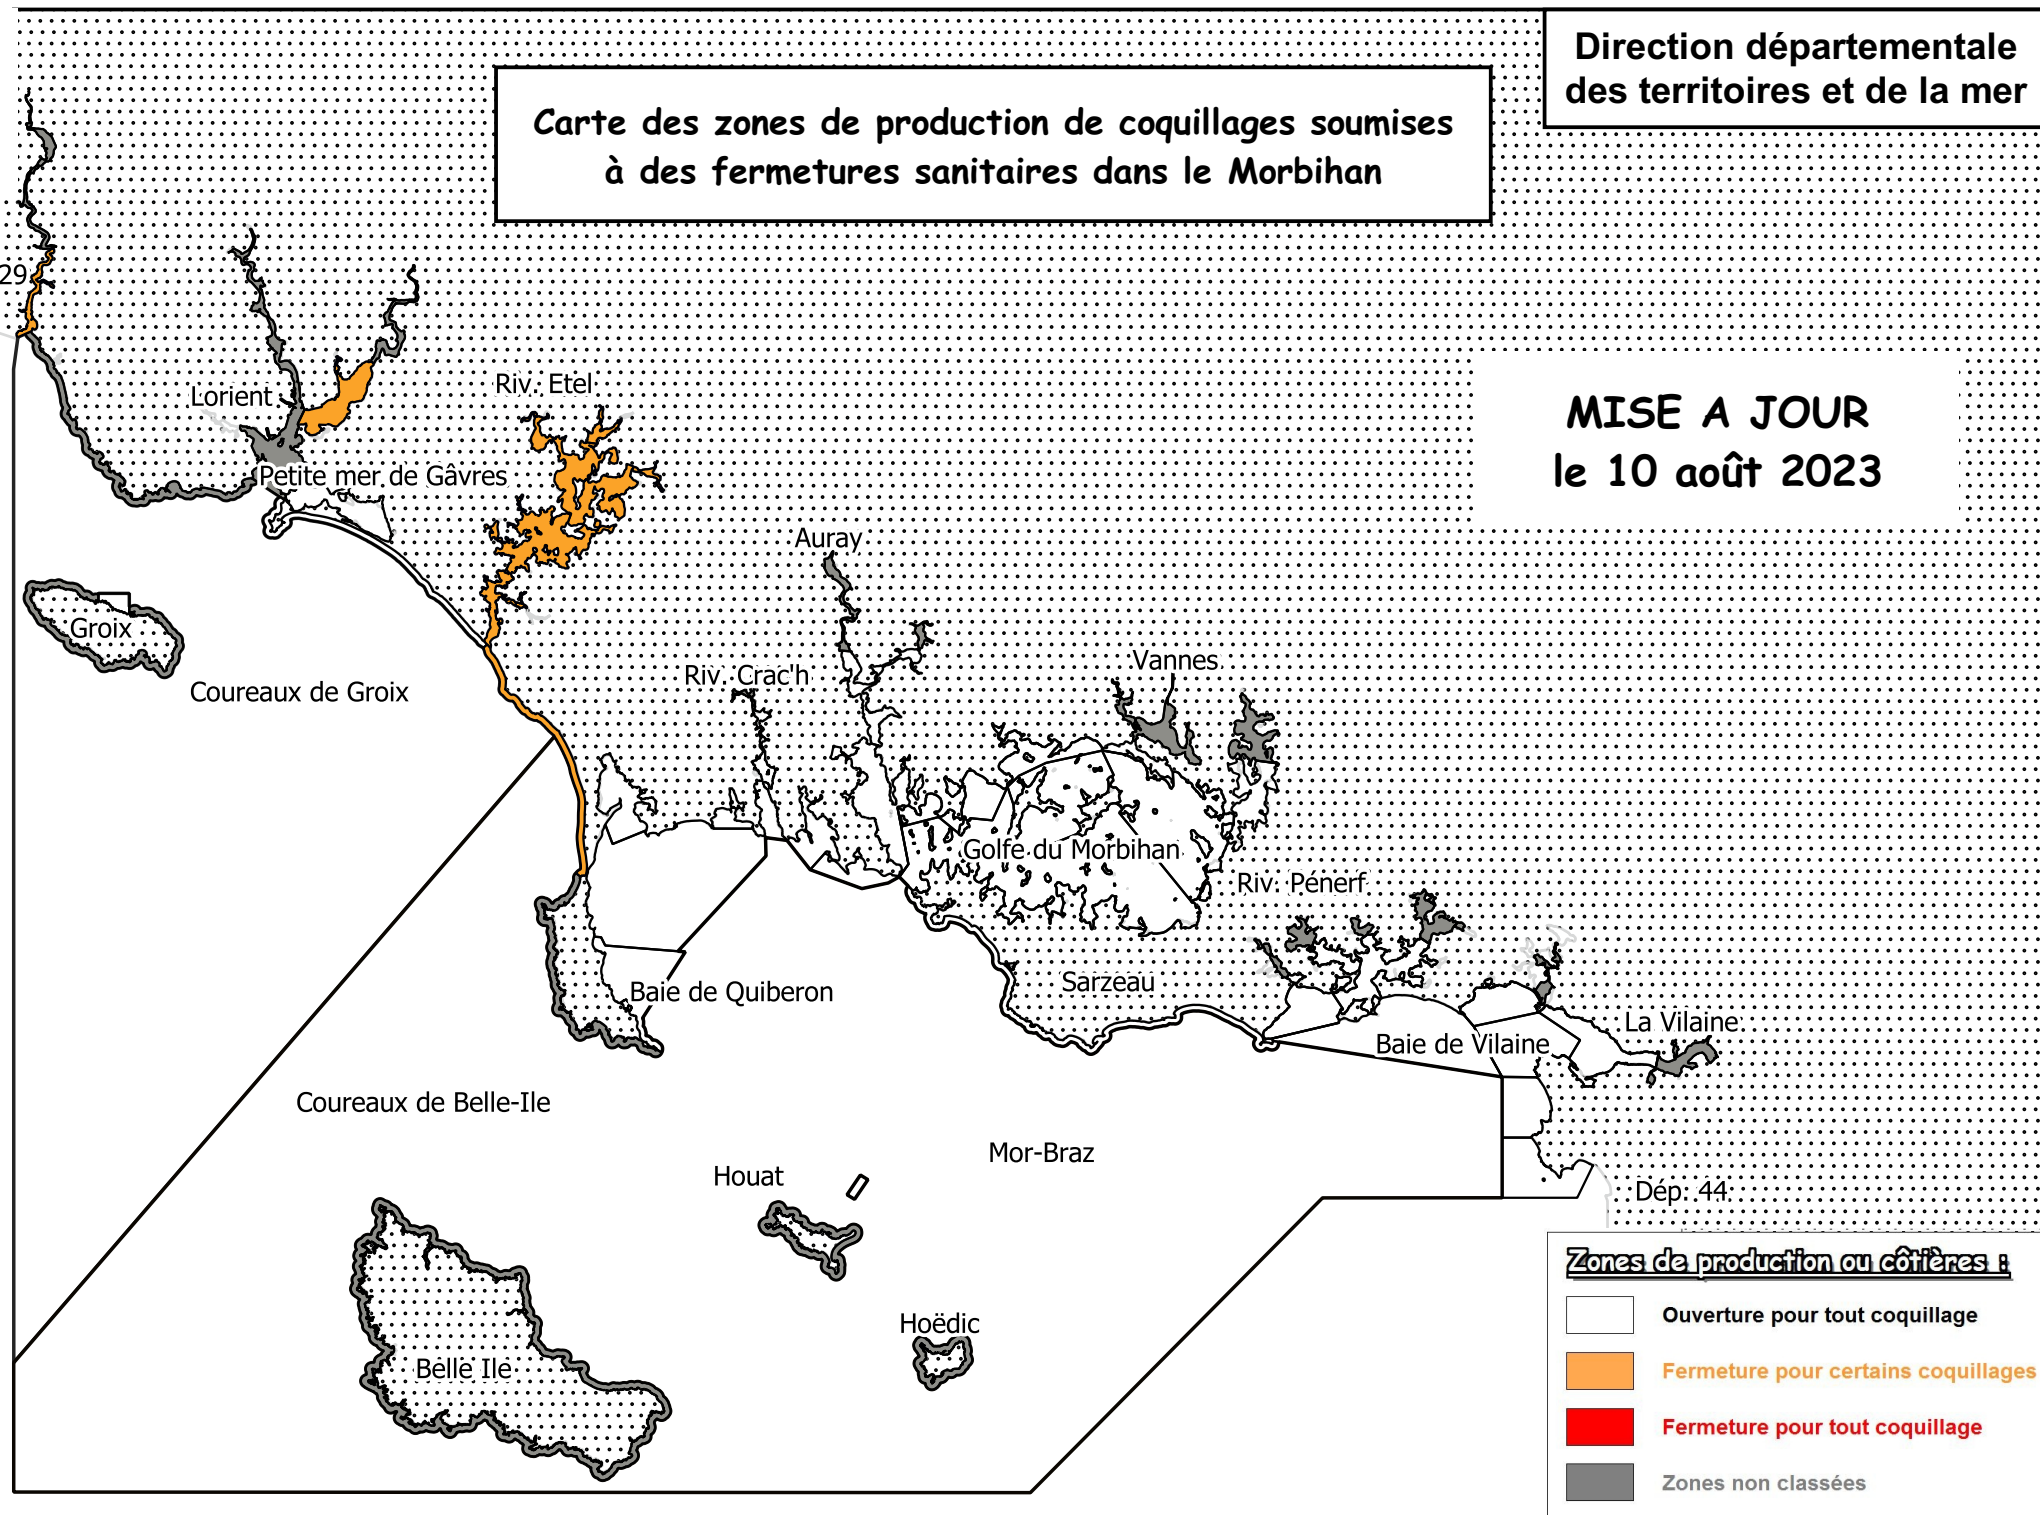 Direction départementale
des territoires et de la mer
Carte des zones de production de coquillages soumises
à des fermetures sanitaires dans le Morbihan
29
MISE A JOUR
le 10 août 2023
Lorient
Riv. Etel
Petite mer de Gâvres
Auray
Groix
Riv. Crac'h
Vannes
Coureaux de Groix
Golfe du Morbihan
Riv. Pénerf
Sarzeau
Baie de Quiberon
La Vilaine
Baie de Vilaine
Coureaux de Belle-Ile
Mor-Braz
Houat
Dép. 44
Hoëdic
Belle Ile
Zones de production ou côtières :
Ouverture pour tout coquillage
Fermeture pour certains coquillages
Fermeture pour tout coquillage
Zones non classées